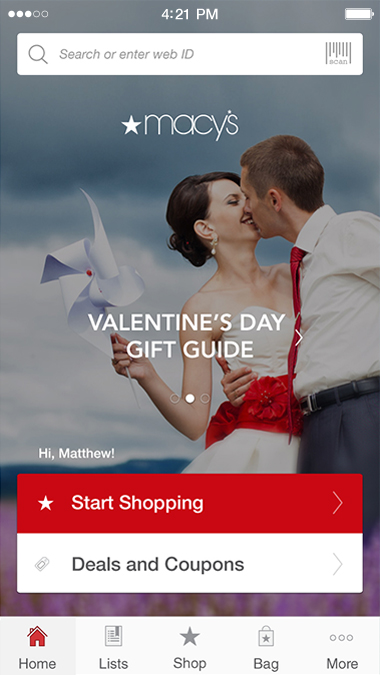 4:21 PM
Search or enter web ID
scan
macy's
VALENTINE'S DAY
GIFT GUIDE
Hi, Matthew!
Start Shopping
Deals and Coupons
Home Lists Shop Bag More